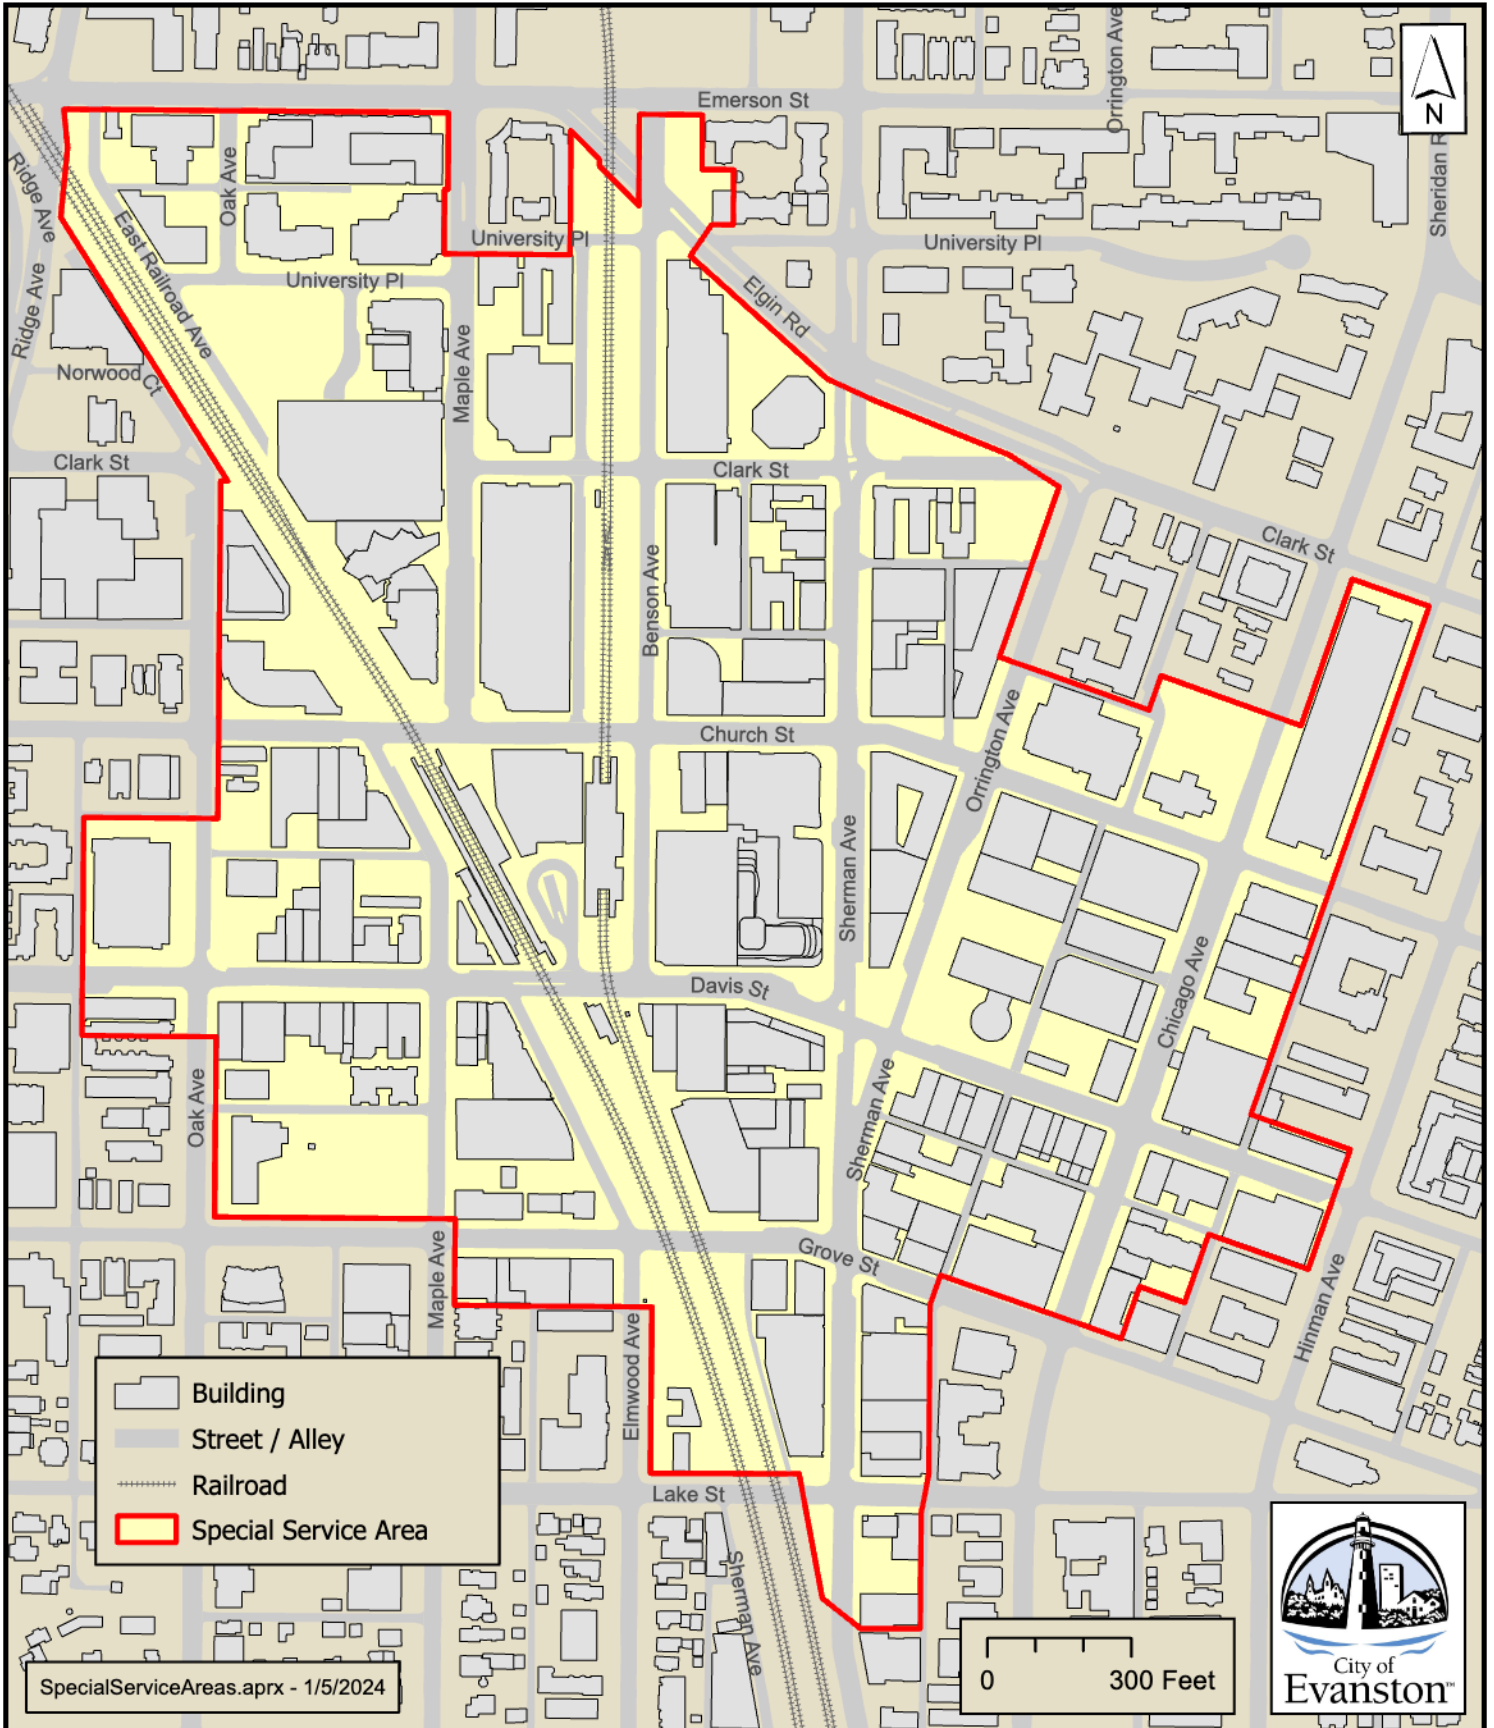 Orrington Ave
Emerson St
N
Sheridan R
Ridge Ave
Oak Ave
University Pl
University Pl
East Railroad Ave
University Pl
Ridge Ave
Elgin Rd
Maple Ave
Norwood Ct
Clark St
Clark St
Clark St
Benson Ave
Church St
Orrington Ave
Sherman Ave
Chicago Ave
Davis St
Oak Ave
Sherman Ave
Grove St
Maple Ave
Hinman Ave
Elmwood Ave
Building
Street / Alley
Railroad
Special Service Area
Lake St
Sherman Ave
0 300 Feet
SpecialServiceAreas.aprx - 1/5/2024
City of
Evanston™